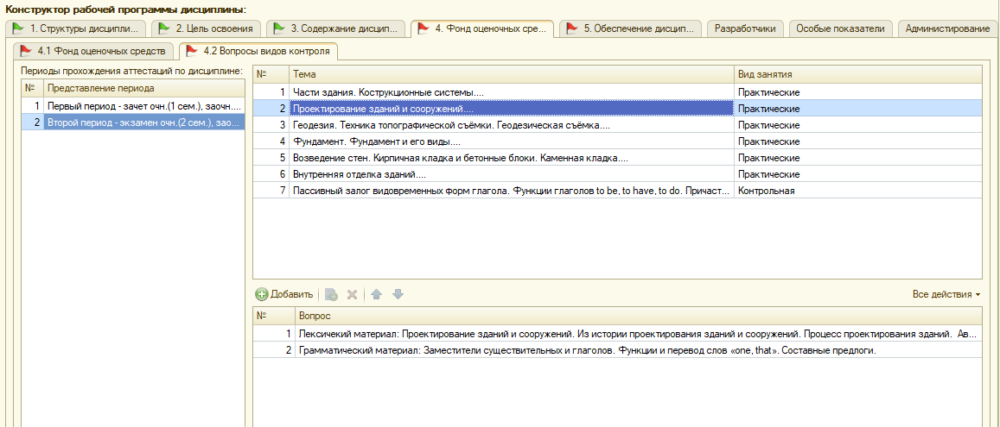 Конструктор рабочей программы дисциплины:
1. Структуры дисципли... 2. Цель освоения 3. Содержание дисцип... 4. Фонд оценочных сре... 5. Обеспечение дисцип... Разработчики Особые показатели Администрирование
4.1 Фонд оценочных средств 4.2 Вопросы видов контроля
Периоды прохождения аттестаций по дисциплине:
№ Представление периода
1 Первый период - зачет очн.(1 сем.), заочн....
2 Второй период - экзамен очн.(2 сем.), зао...
№ Тема Вид занятия
1 Части здания. Кострукционные системы.... Практические
2 Проектирование зданий и сооружений.... Практические
3 Геодезия. Техника топографической съёмки. Геодезическая съёмка.... Практические
4 Фундамент. Фундамент и его виды.... Практические
5 Возведение стен. Кирпичная кладка и бетонные блоки. Каменная кладка.... Практические
6 Внутренняя отделка зданий.... Практические
7 Пассивный залог видовременных форм глагола. Функции глаголов to be, to have, to do. Причаст... Контрольная
Добавить Все действия
№ Вопрос
1 Лексичекий материал: Проектирование зданий и сооружений. Из истории проектирования зданий и сооружений. Процесс проектирования зданий. Ав...
2 Грамматический материал: Заместители существительных и глаголов. Функции и перевод слов «one, that». Составные предлоги.